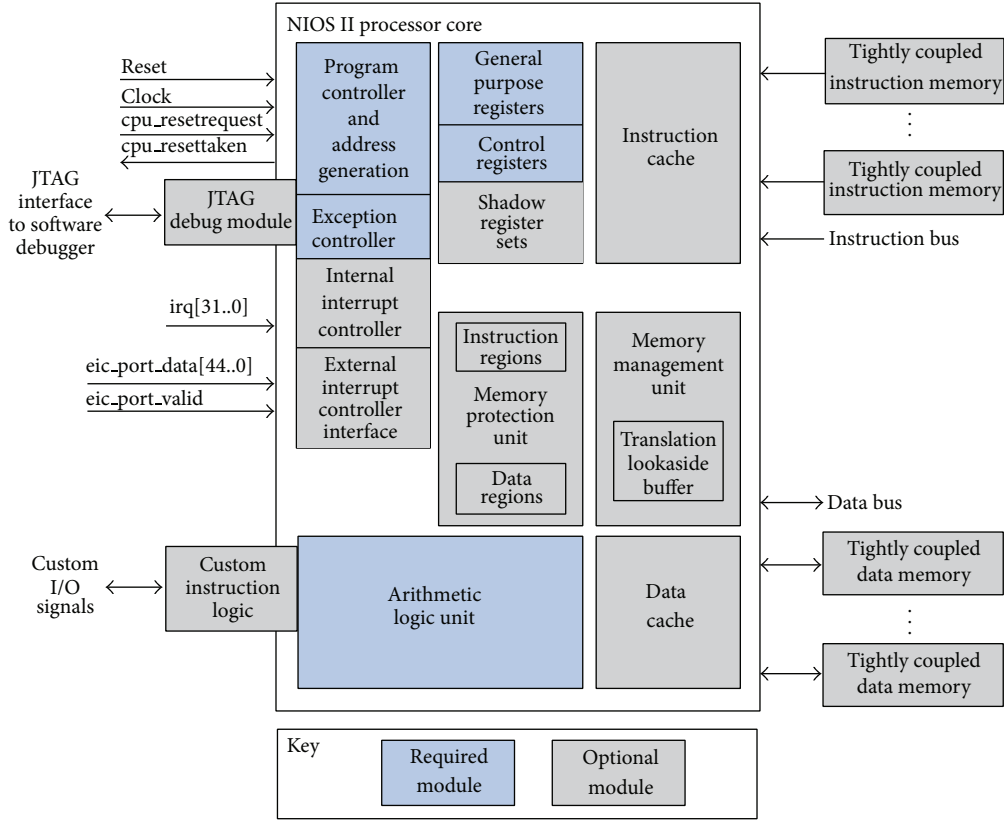 NIOS II processor core
Reset
Clock
cpu_resetrequest
cpu_resettaken
JTAG
interface
to software
debugger
JTAG
debug module
irq[31..0]
eic_port_data[44..0]
eic_port_valid
Custom
I/O
signals
Custom
instruction
logic
Program
controller
and
address
generation
Exception
controller
Internal
interrupt
controller
External
interrupt
controller
interface
General
purpose
registers
Control
registers
Shadow
register
sets
Instruction
cache
Instruction
regions
Memory
protection
unit
Data
regions
Memory
management
unit
Translation
lookaside
buffer
Arithmetic
logic unit
Data
cache
Tightly coupled
instruction memory
Tightly coupled
instruction memory
Instruction bus
Data bus
Tightly coupled
data memory
Tightly coupled
data memory
Key
Required
module
Optional
module